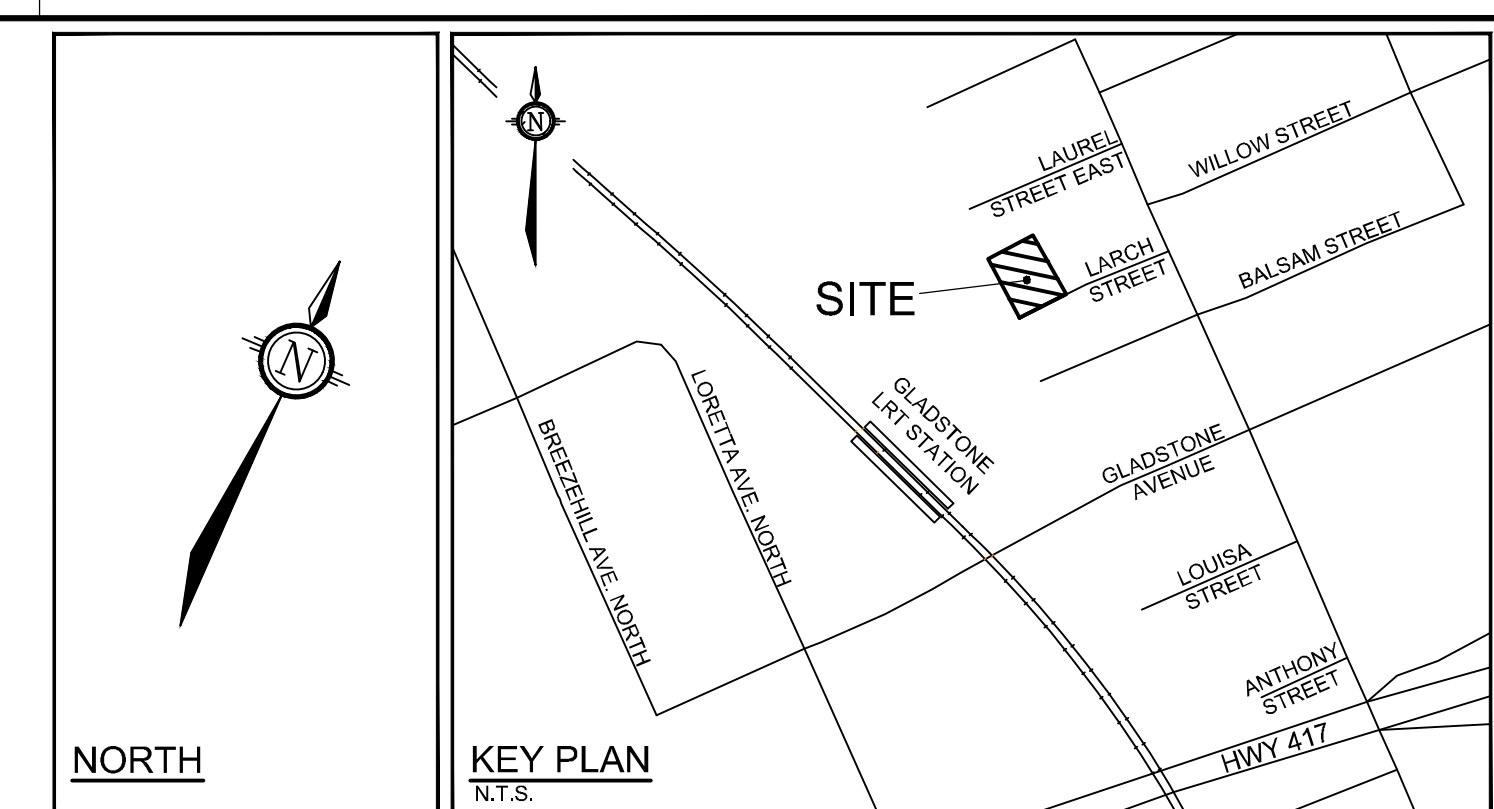 N
NORTH
N
LAUREL
STREET EAST
WILLOW STREET
LARCH
STREET
BALSAM STREET
SITE
GLADSTONE
LRT STATION
LORETTA AVE. NORTH
BREEZEHILL AVE. NORTH
GLADSTONE
AVENUE
LOUISA
STREET
ANTHONY
STREET
HWY 417
KEY PLAN
N.T.S.